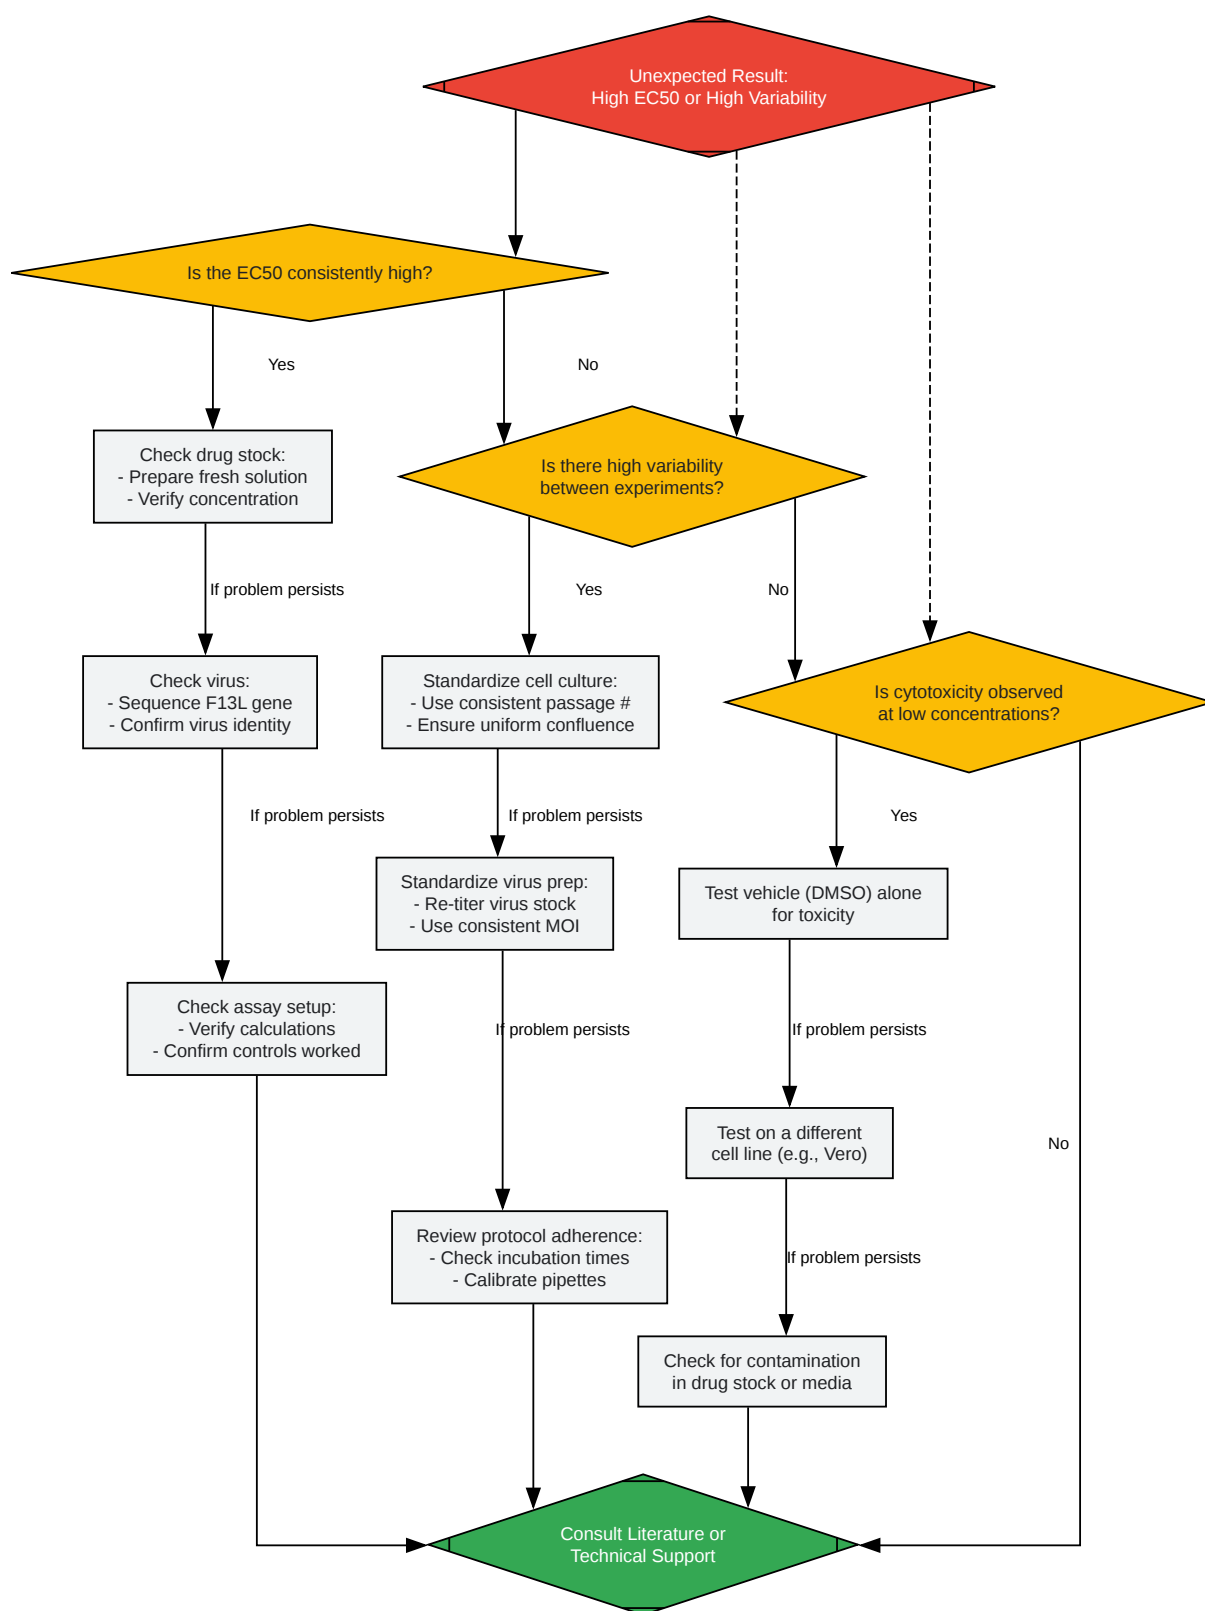 Unexpected Result:
High EC50 or High Variability
Is the EC50 consistently high?
Yes
No
Check drug stock:
- Prepare fresh solution
- Verify concentration
Is there high variability
between experiments?
If problem persists
Yes
No
Check virus:
- Sequence F13L gene
- Confirm virus identity
Standardize cell culture:
- Use consistent passage #
- Ensure uniform confluence
Is cytotoxicity observed
at low concentrations?
If problem persists
If problem persists
Yes
Standardize virus prep:
- Re-titer virus stock
- Use consistent MOI
Test vehicle (DMSO) alone
for toxicity
Check assay setup:
- Verify calculations
- Confirm controls worked
If problem persists
If problem persists
Test on a different
cell line (e.g., Vero)
No
Review protocol adherence:
- Check incubation times
- Calibrate pipettes
If problem persists
Check for contamination
in drug stock or media
Consult Literature or
Technical Support